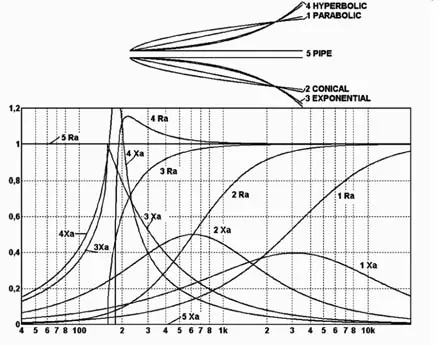 4 HYPERBOLIC
1 PARABOLIC
5 PIPE
2 CONICAL
3 EXPONENTIAL
1,2
4 Ra
5 Ra
1
4 Xa
3 Ra
0,8
2 Ra
1 Ra
0,6
3 Xa
4Xa
2 Xa
3Xa
0,4
1 Xa
0,2
5 Xa
0
4 5 6 7 8 100 2 3 4 5 6 7 8 1k 2 3 4 5 6 7 8 10k 2